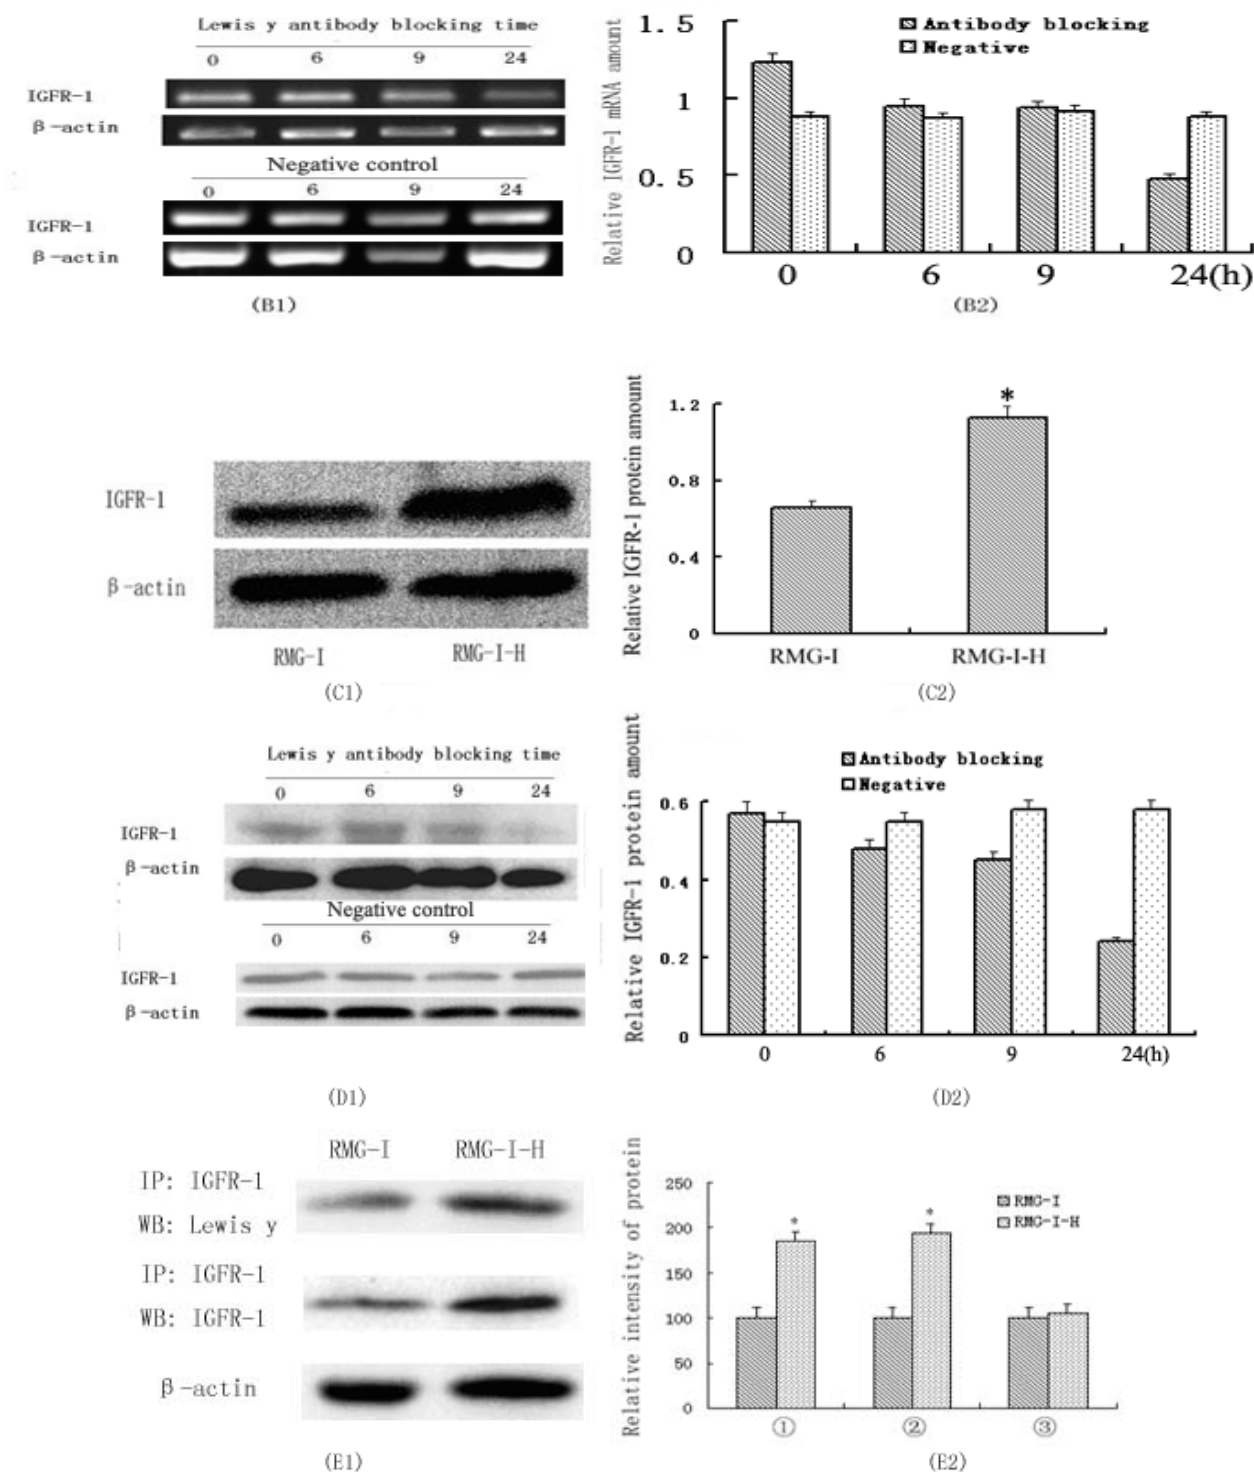 Lewis y antibody blocking time
0 6 9 24
IGFR-1
β-actin
Negative control
0 6 9 24
IGFR-1
β-actin
(B1)
Antibody blocking
Negative
Relative IGFR-1 mRNA amount
1.5
1
0.5
0
0 6 9 24(h)
(B2)
IGFR-1
β-actin
RMG-I RMG-I-H
(C1)
Relative IGFR-1 protein amount
1.2
0.8
0.4
0
*
RMG-I RMG-I-H
(C2)
Lewis y antibody blocking time
0 6 9 24
IGFR-1
β-actin
Negative control
0 6 9 24
IGFR-1
β-actin
(D1)
Antibody blocking
Negative
Relative IGFR-1 protein amount
0.6
0.4
0.2
0
0 6 9 24(h)
(D2)
RMG-I RMG-I-H
IP: IGFR-1
WB: Lewis y
IP: IGFR-1
WB: IGFR-1
β-actin
(E1)
Relative intensity of protein
250
200
150
100
50
0
RMG-I
RMG-I-H
* *
① ② ③
(E2)